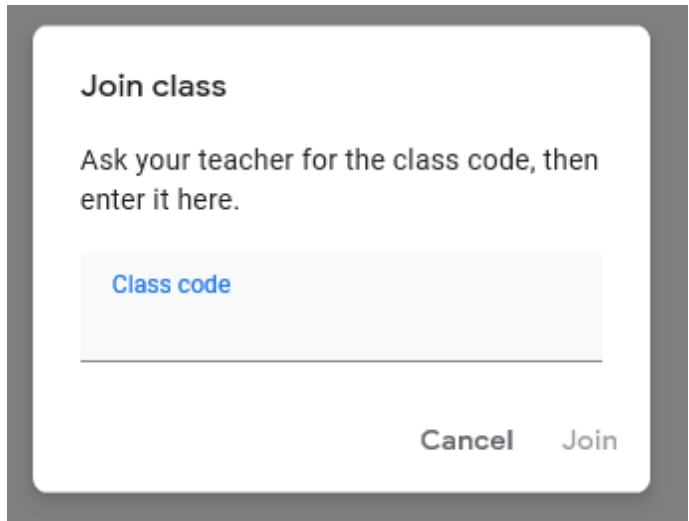 Join class
Ask your teacher for the class code, then
enter it here.
Class code
Cancel Join